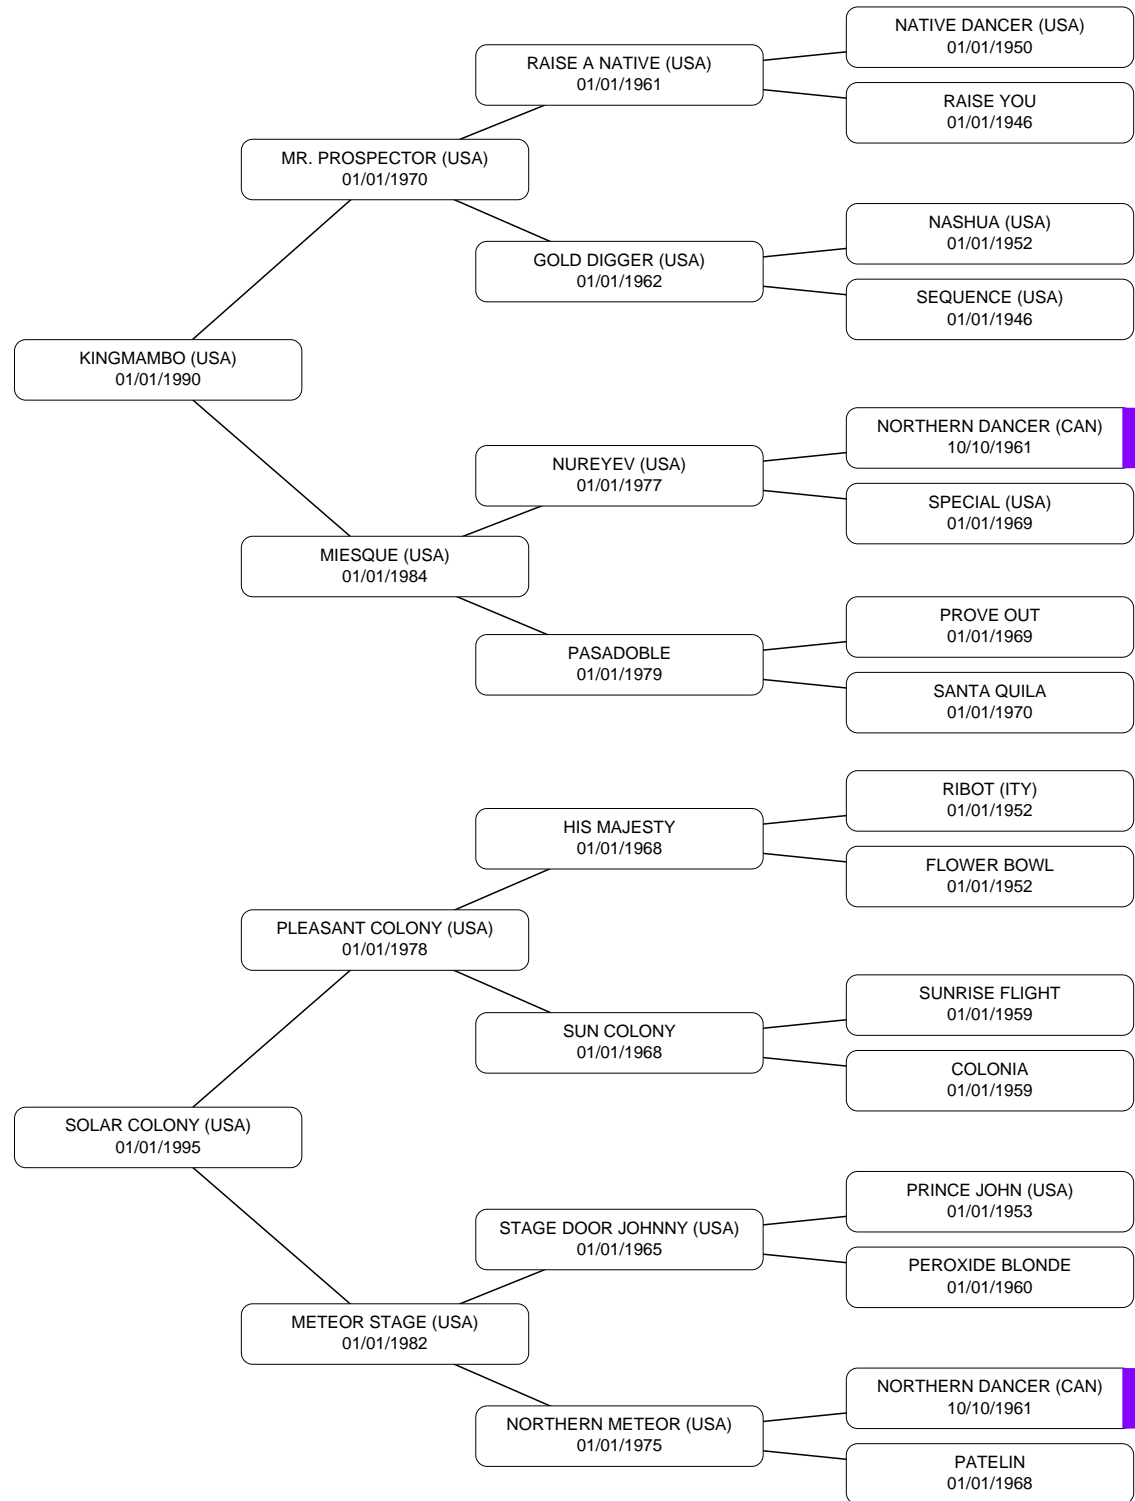 NATIVE DANCER (USA)
01/01/1950
RAISE A NATIVE (USA)
01/01/1961
RAISE YOU
01/01/1946
MR. PROSPECTOR (USA)
01/01/1970
NASHUA (USA)
01/01/1952
GOLD DIGGER (USA)
01/01/1962
SEQUENCE (USA)
01/01/1946
KINGMAMBO (USA)
01/01/1990
NORTHERN DANCER (CAN)
10/10/1961
NUREYEV (USA)
01/01/1977
SPECIAL (USA)
01/01/1969
MIESQUE (USA)
01/01/1984
PROVE OUT
01/01/1969
PASADOBLE
01/01/1979
SANTA QUILA
01/01/1970
RIBOT (ITY)
01/01/1952
HIS MAJESTY
01/01/1968
FLOWER BOWL
01/01/1952
PLEASANT COLONY (USA)
01/01/1978
SUNRISE FLIGHT
01/01/1959
SUN COLONY
01/01/1968
COLONIA
01/01/1959
SOLAR COLONY (USA)
01/01/1995
PRINCE JOHN (USA)
01/01/1953
STAGE DOOR JOHNNY (USA)
01/01/1965
PEROXIDE BLONDE
01/01/1960
METEOR STAGE (USA)
01/01/1982
NORTHERN DANCER (CAN)
10/10/1961
NORTHERN METEOR (USA)
01/01/1975
PATELIN
01/01/1968